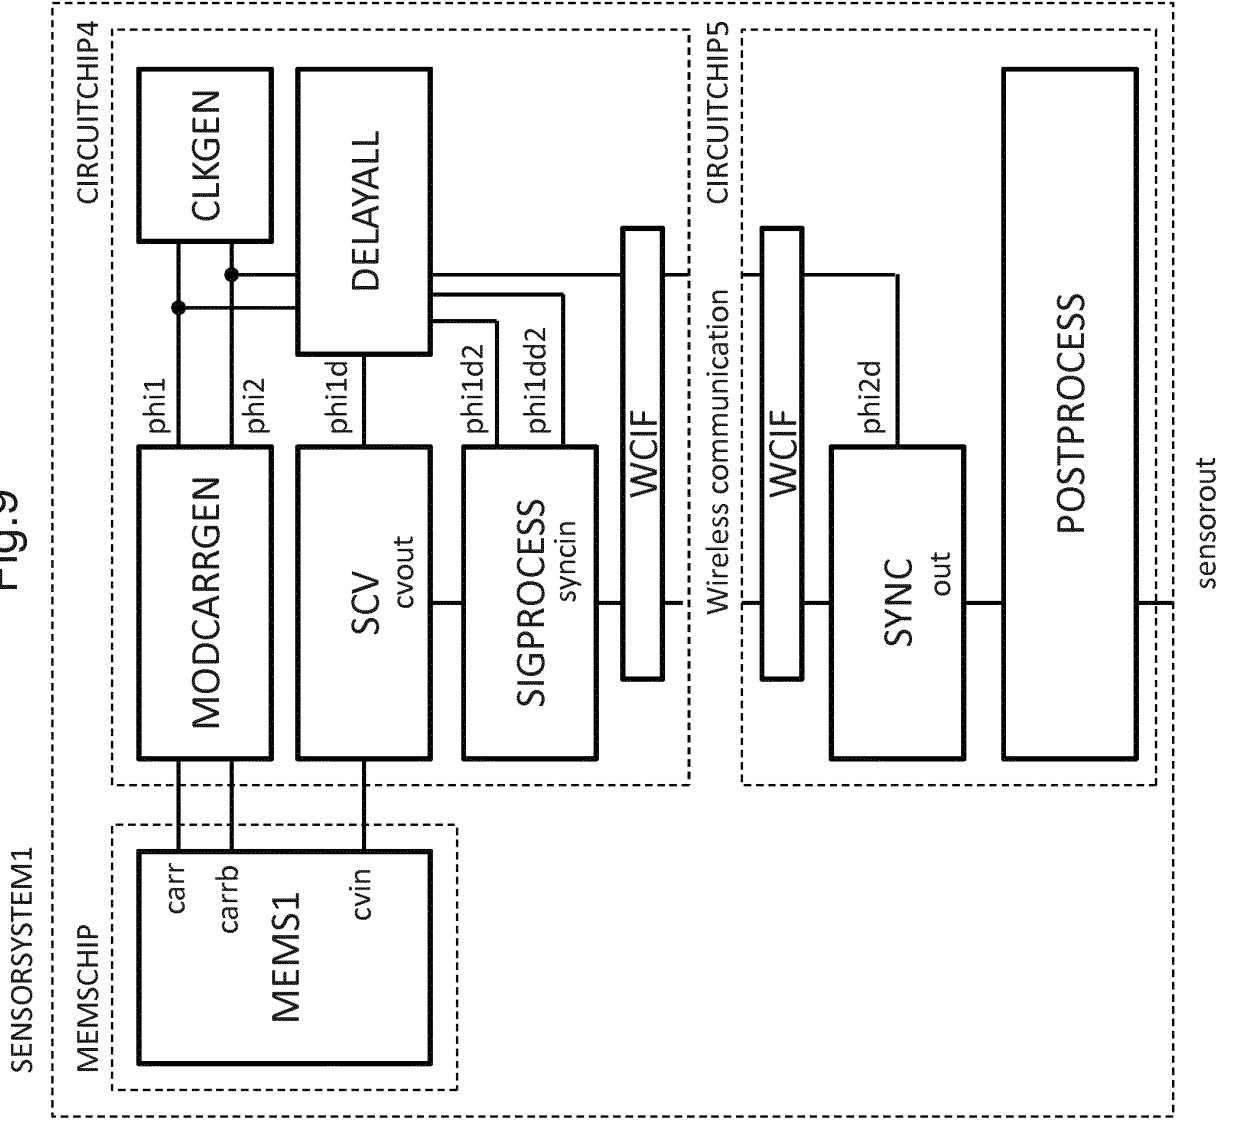 Fig.9
SENSORSYSTEM1
MEMSCHIP
CIRCUITCHIP4
MEMS1
carr
carrb
cvin
MODCARRGEN
phi1
phi2
CLKGEN
SCV
cvout
phi1d
DELAYALL
SIGPROCESS
syncin
phi1d2
phi1dd2
WCIF
Wireless communication
CIRCUITCHIP5
WCIF
SYNC
out
phi2d
POSTPROCESS
sensorout